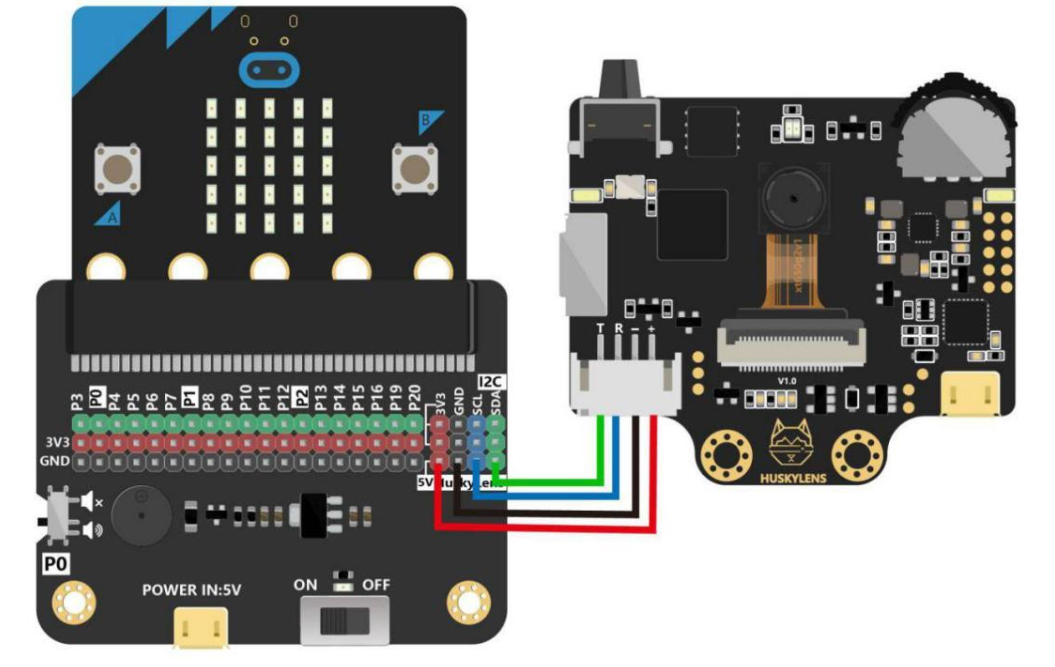 B
A
I2C
P3 P0 P4 P5 P6 P7 P1 P8 P9 P10 P11 P12 P2 P13 P14 P15 P16 P19 P20 3V3 GND SCL SDA
3V3
GND
5V HuskyLens
P0
POWER IN:5V
ON OFF
T R − +
V1.0
HUSKYLENS